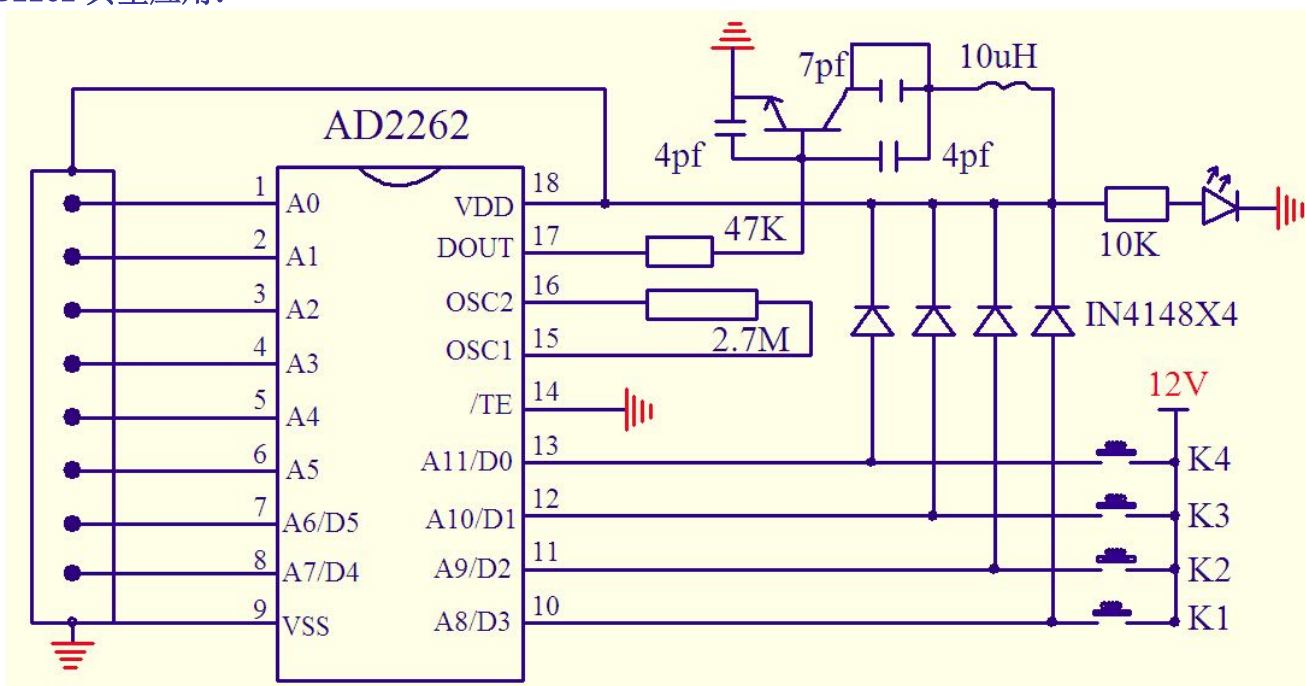 7pf
10uH
AD2262
4pf
4pf
1 A0
VDD 18
2 A1
DOUT 17
47K
10K
3 A2
OSC2 16
4 A3
OSC1 15
2.7M
IN4148X4
5 A4
/TE 14
12V
6 A5
A11/D0 13
K4
7 A6/D5
A10/D1 12
K3
8 A7/D4
A9/D2 11
K2
9 VSS
A8/D3 10
K1